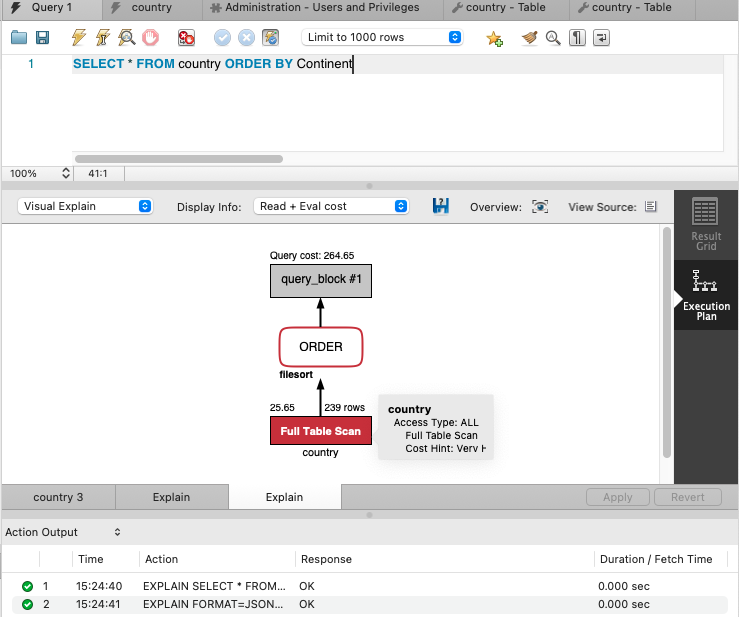 Query 1
country
Administration - Users and Privileges
country - Table
country - Table
Limit to 1000 rows
1
SELECT * FROM country ORDER BY Continent
100%
41:1
Visual Explain
Display Info:
Read + Eval cost
Overview:
View Source:
Result
Grid
Execution
Plan
Query cost: 264.65
query_block #1
ORDER
filesort
25.65
239 rows
Full Table Scan
country
country
Access Type: ALL
Full Table Scan
Cost Hint: Very H
country 3
Explain
Explain
Apply
Revert
Action Output
Time
Action
Response
Duration / Fetch Time
1 15:24:40 EXPLAIN SELECT * FROM... OK 0.000 sec
2 15:24:41 EXPLAIN FORMAT=JSON... OK 0.000 sec